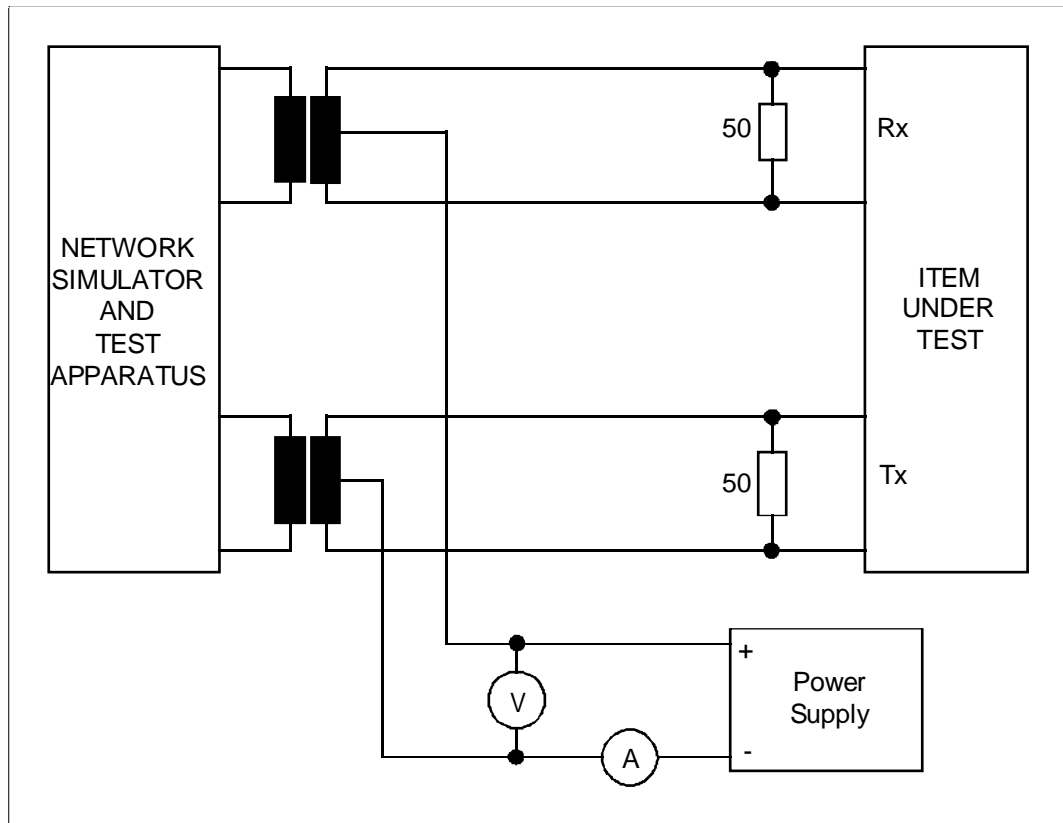 50
Rx
NETWORK
SIMULATOR
AND
TEST
APPARATUS
ITEM
UNDER
TEST
50
Tx
+
Power
Supply
V
-
A